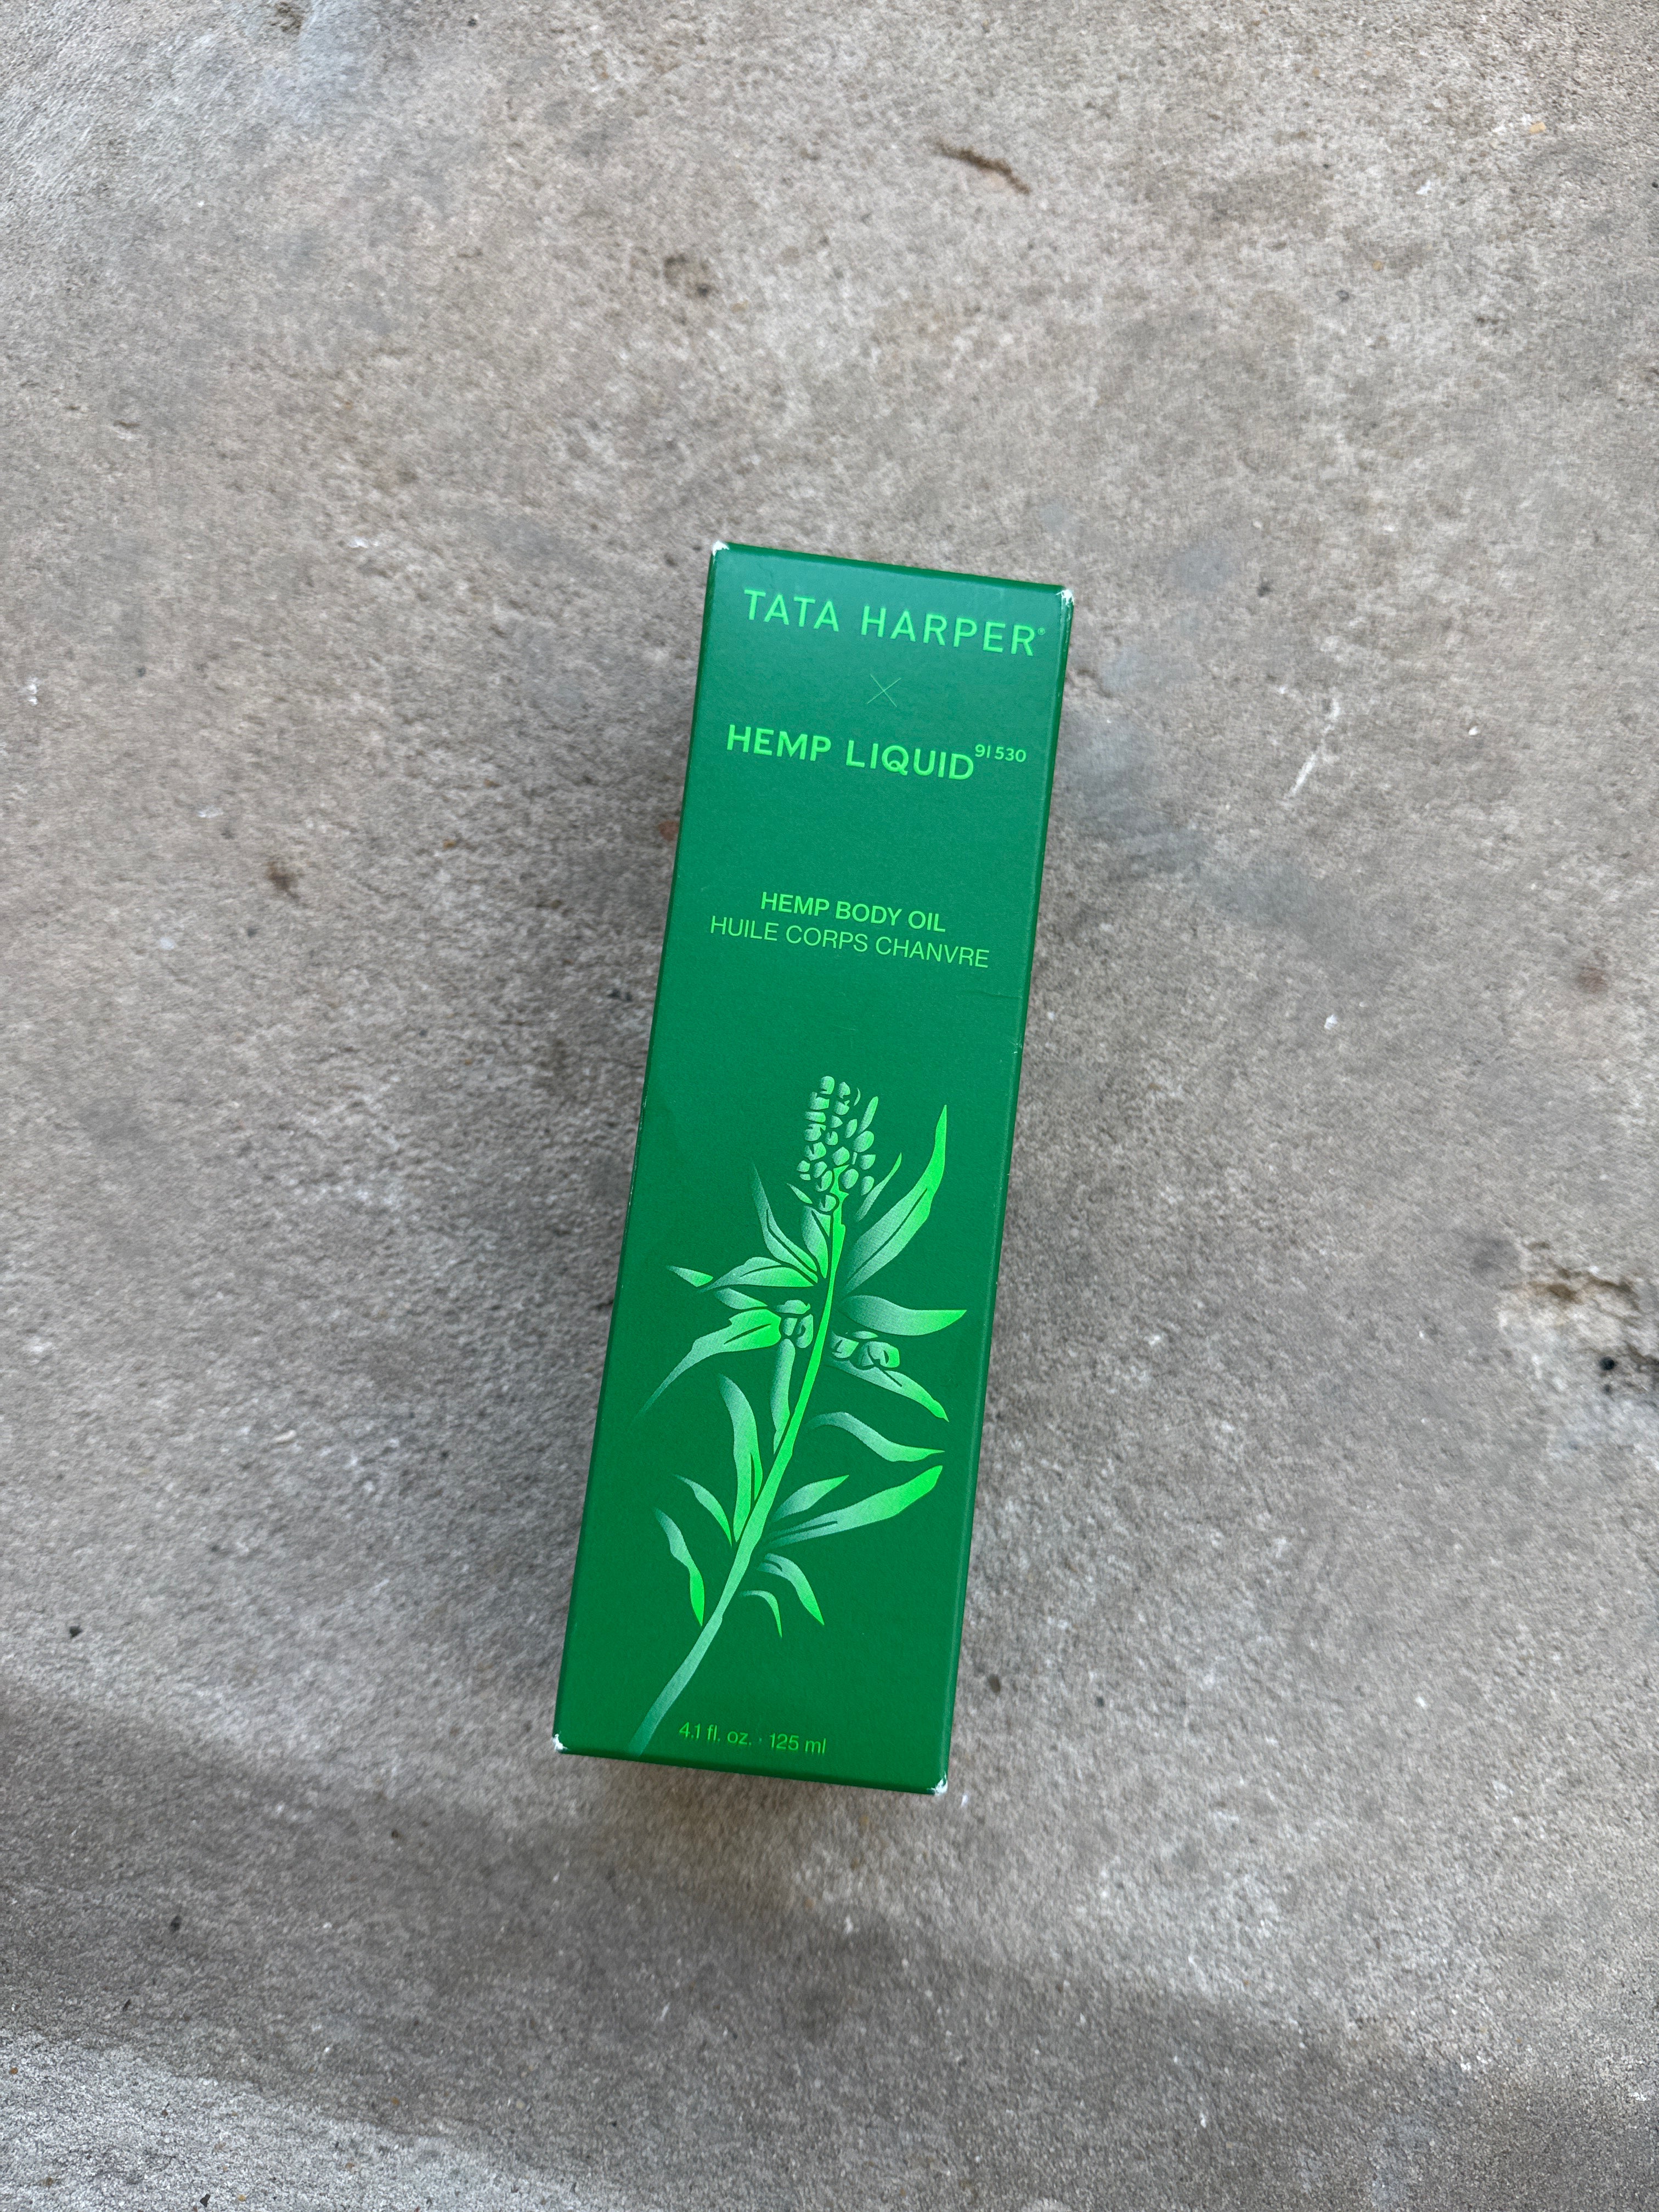 TATA HARPER®
×
HEMP LIQUID 91 530
HEMP BODY OIL
HUILE CORPS CHANVRE
4.1 fl. oz. · 125 ml